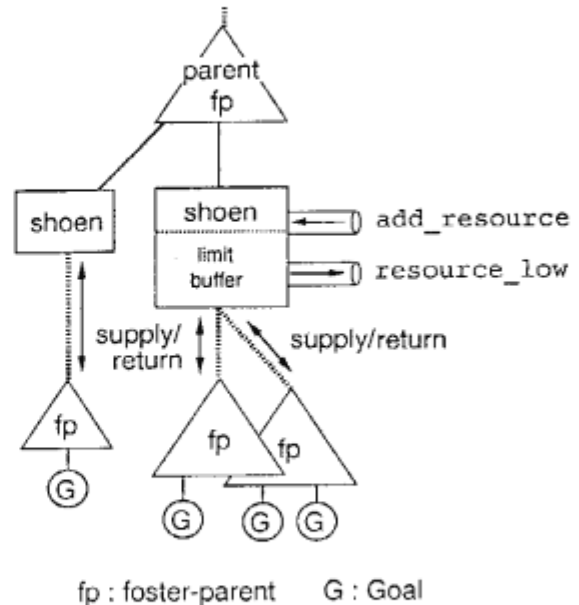 parent
fp
shoen
shoen
add_resource
limit
buffer
resource_low
supply/
return
supply/return
fp
fp
fp
G
G
G
G
fp : foster-parent G : Goal